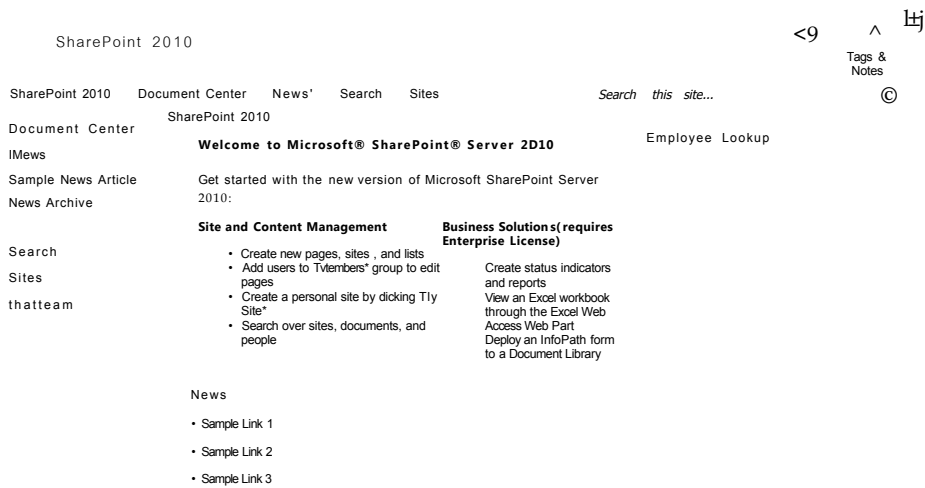 SharePoint 2010
<9 ^ ltj
Tags &
Notes
SharePoint 2010 Document Center News' Search Sites Search this site... ©
SharePoint 2010
Document Center
lMews
Sample News Article
News Archive
Search
Sites
thatteam
Welcome to Microsoft® SharePoint® Server 2D10
Get started with the new version of Microsoft SharePoint Server
2010:
Site and Content Management
• Create new pages, sites , and lists
• Add users to Tvtembers* group to edit
pages
• Create a personal site by dicking TIy
Site*
• Search over sites, documents, and
people
Business Solutions(requires
Enterprise License)
Create status indicators
and reports
View an Excel workbook
through the Excel Web
Access Web Part
Deploy an InfoPath form
to a Document Library
Employee Lookup
News
• Sample Link 1
• Sample Link 2
• Sample Link 3